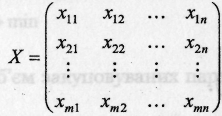 X = ( x11 x12 … x1n
x21 x22 … x2n
⋮ ⋮ ⋮ ⋮
xm1 xm2 … xmn )